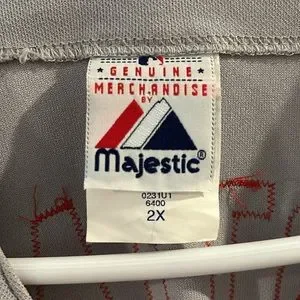 GENUINE
MERCHANDISE
BY
Majestic®
0231U1
6400
2X